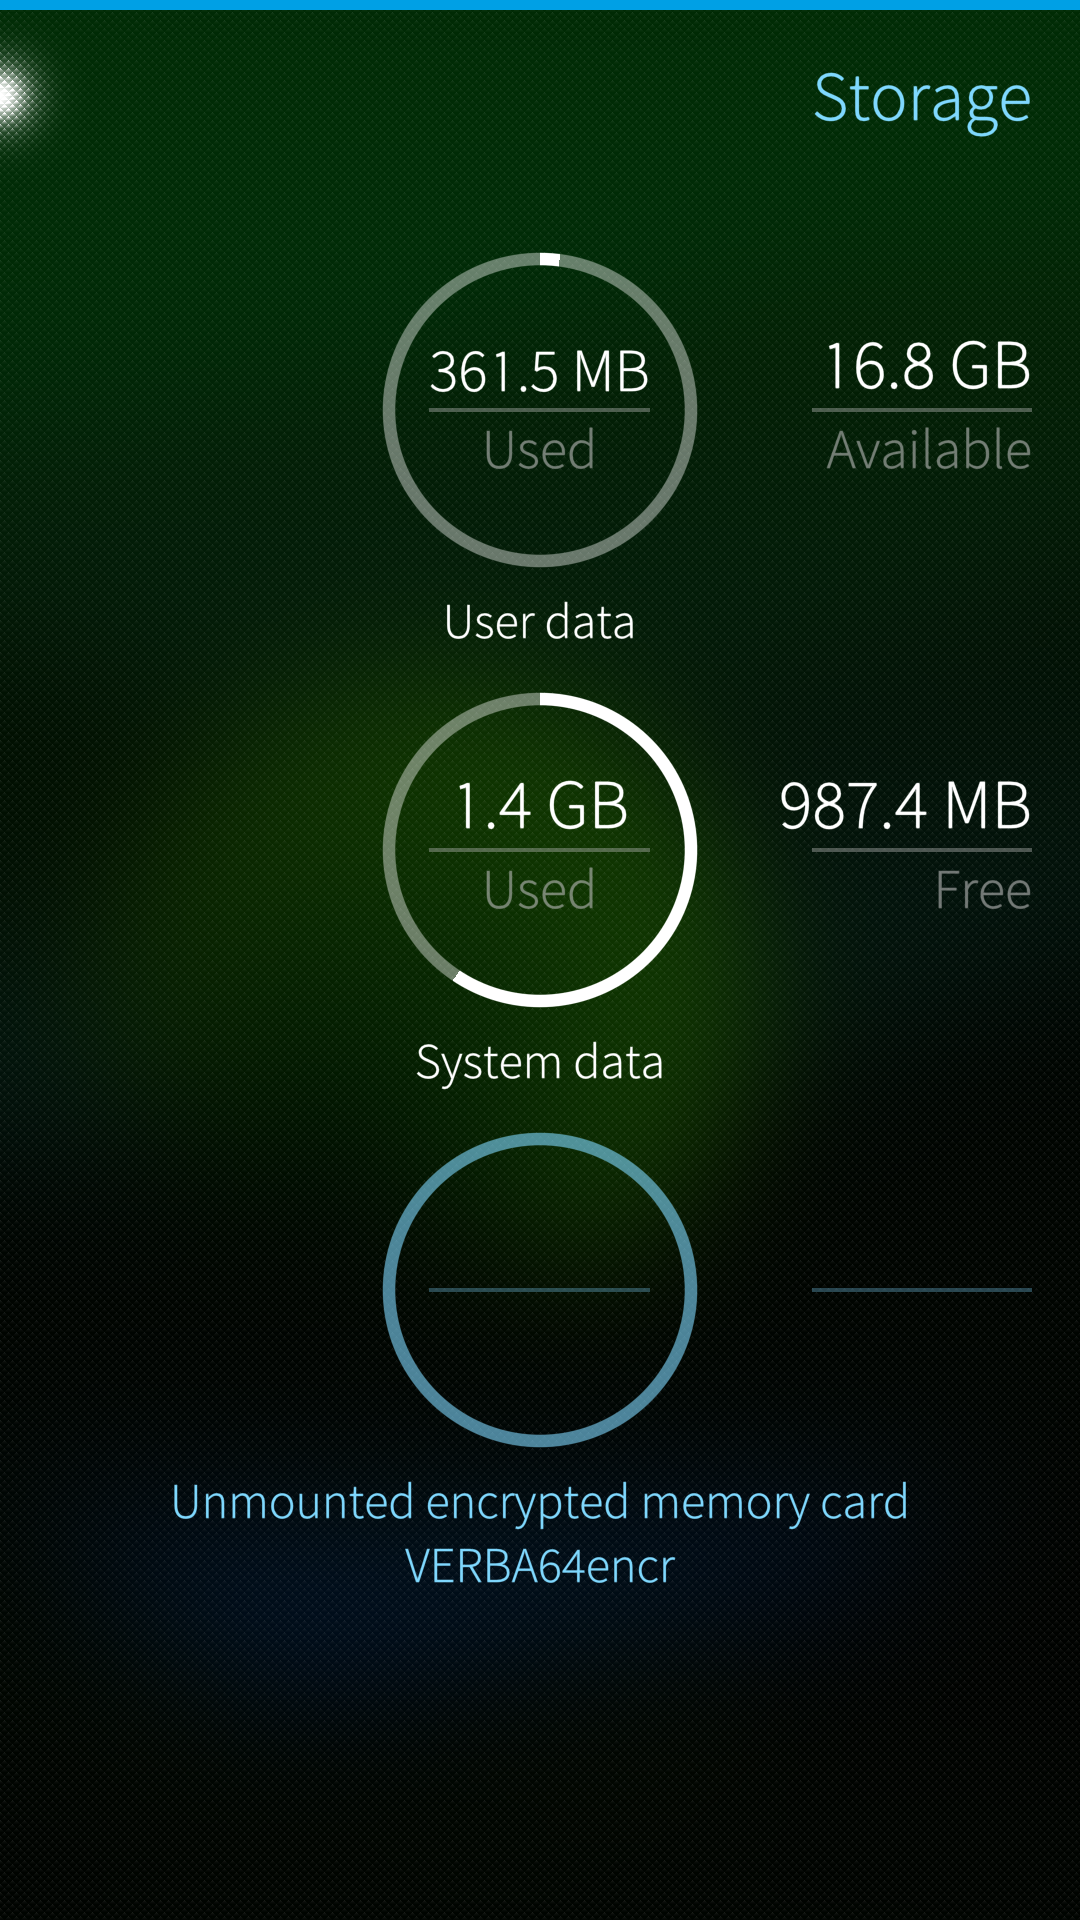 Storage
361.5 MB
16.8 GB
Used
Available
User data
1.4 GB
987.4 MB
Used
Free
System data
Unmounted encrypted memory card
VERBA64encr